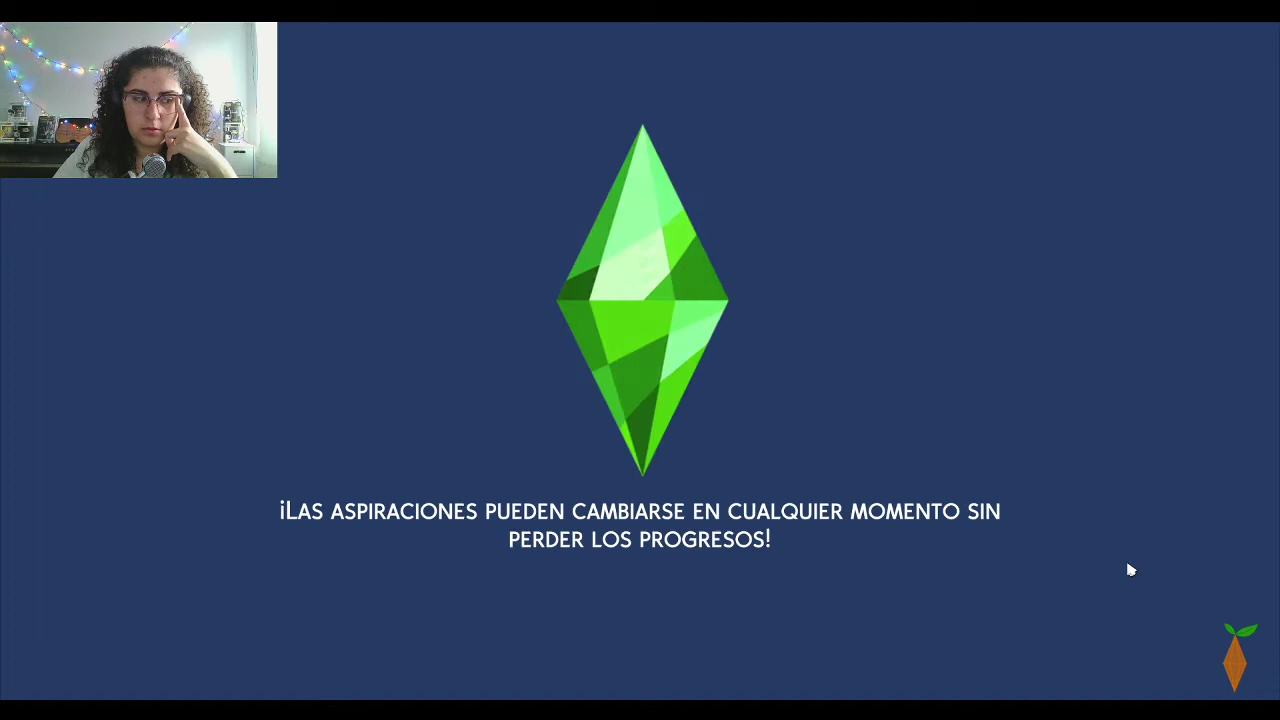 ¡LAS ASPIRACIONES PUEDEN CAMBIARSE EN CUALQUIER MOMENTO SIN
PERDER LOS PROGRESOS!